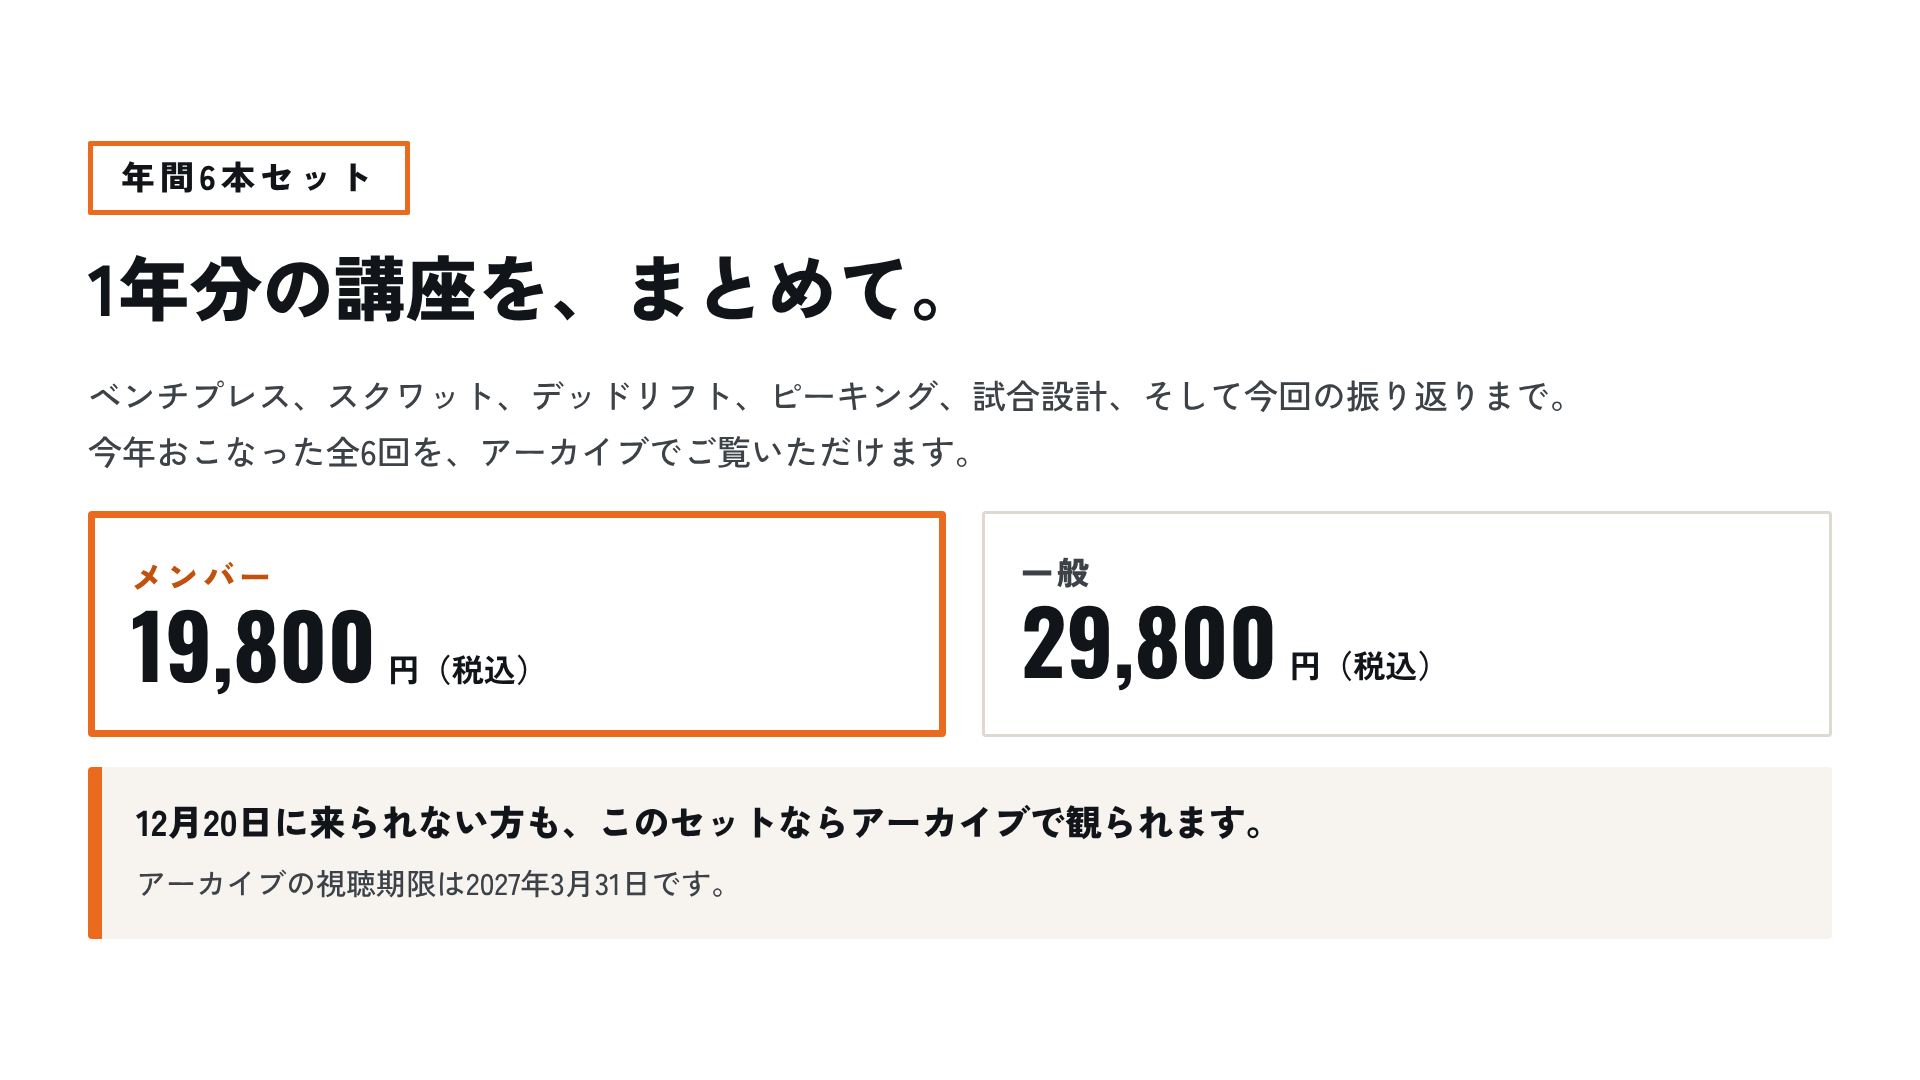 年間6本セット
1年分の講座を、まとめて。
ベンチプレス、スクワット、デッドリフト、ピーキング、試合設計、そして今回の振り返りまで。
今年おこなった全6回を、アーカイブでご覧いただけます。
メンバー
19,800 円（税込）
一般
29,800 円（税込）
12月20日に来られない方も、このセットならアーカイブで観られます。
アーカイブの視聴期限は2027年3月31日です。